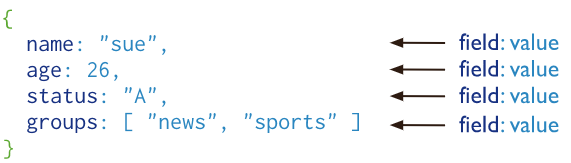 {
name: "sue", field: value
age: 26, field: value
status: "A", field: value
groups: [ "news", "sports" ] field: value
}